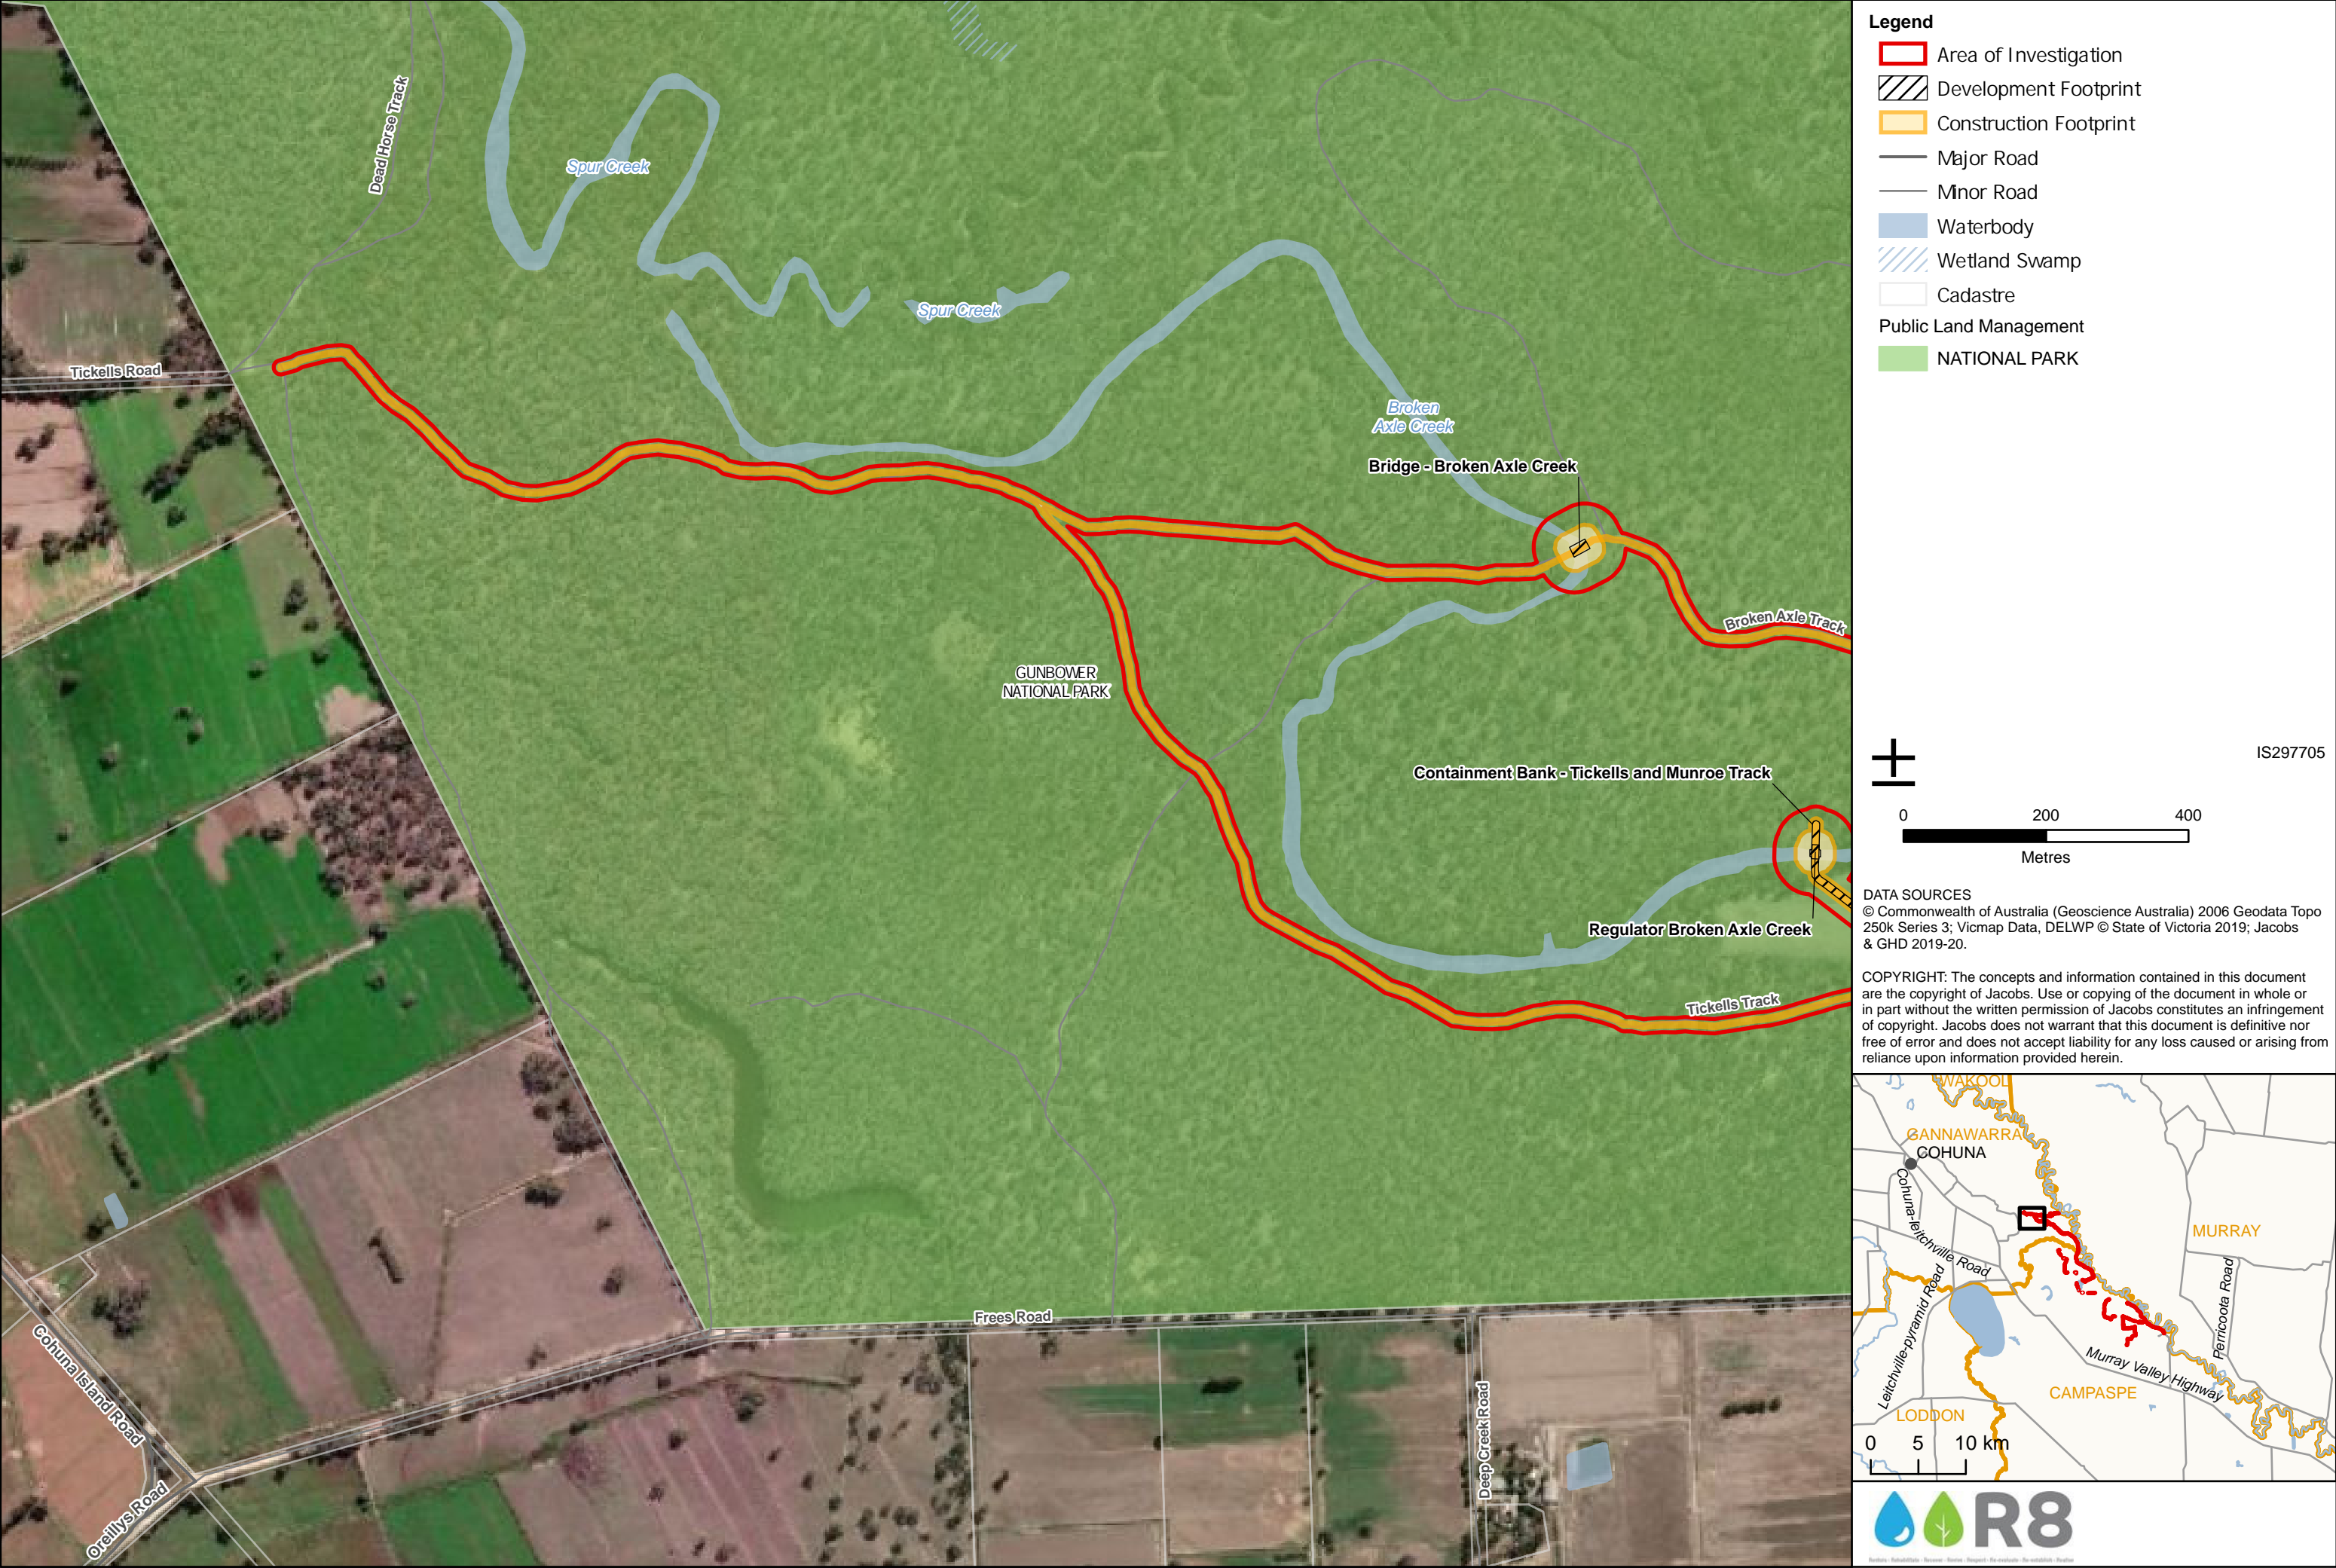 Dead Horse Track
Spur Creek
Spur Creek
Tickells Road
Broken
Axle Creek
Bridge - Broken Axle Creek
Broken Axle Track
GUNBOWER
NATIONAL PARK
Containment Bank - Tickells and Munroe Track
Regulator Broken Axle Creek
Tickells Track
Frees Road
Deep Creek Road
Cohuna Island Road
Oreillys Road
Legend
Area of Investigation
Development Footprint
Construction Footprint
Major Road
Minor Road
Waterbody
Wetland Swamp
Cadastre
Public Land Management
NATIONAL PARK
IS297705
0 200 400
Metres
DATA SOURCES
© Commonwealth of Australia (Geoscience Australia) 2006 Geodata Topo
250k Series 3; Vicmap Data, DELWP © State of Victoria 2019; Jacobs
& GHD 2019-20.
COPYRIGHT: The concepts and information contained in this document
are the copyright of Jacobs. Use or copying of the document in whole or
in part without the written permission of Jacobs constitutes an infringement
of copyright. Jacobs does not warrant that this document is definitive nor
free of error and does not accept liability for any loss caused or arising from
reliance upon information provided herein.
WAKOOL
GANNAWARRA
COHUNA
Cohuna-leitchville Road
MURRAY
Leitchville-pyramid Road
Perricoota Road
Murray Valley Highway
CAMPASPE
LODDON
0 5 10 km
R8